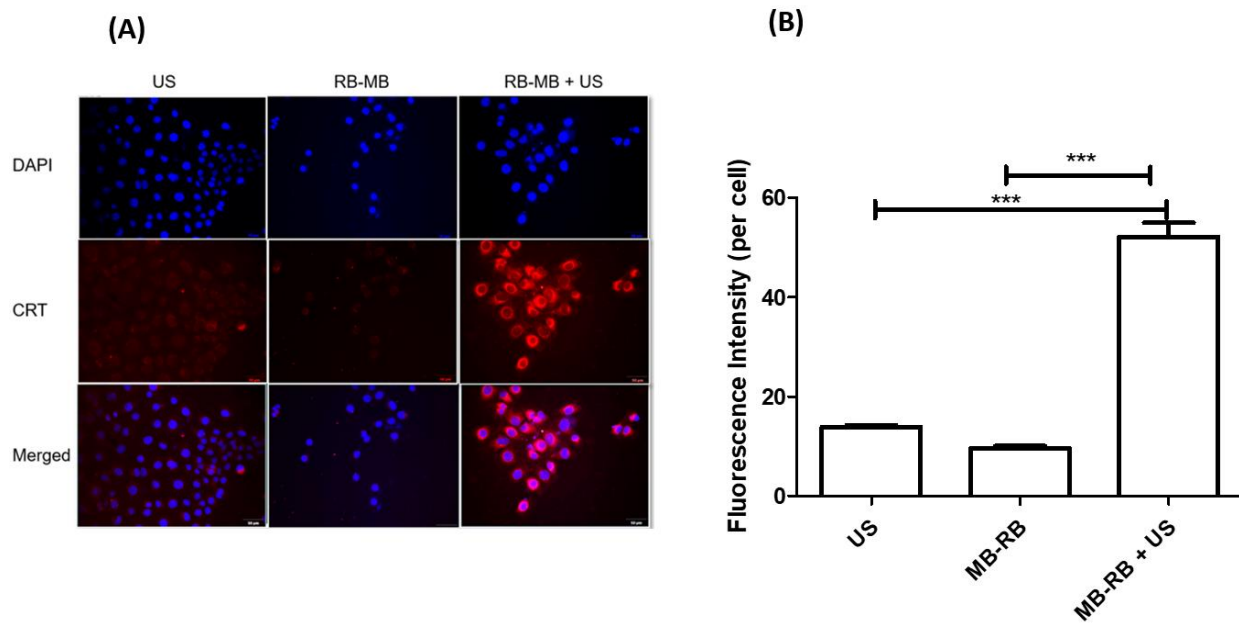 (A)
US RB-MB RB-MB + US
DAPI
CRT
Merged
(B)
Fluorescence Intensity (per cell)
60
40
20
0
***
***
US
MB-RB
MB-RB + US